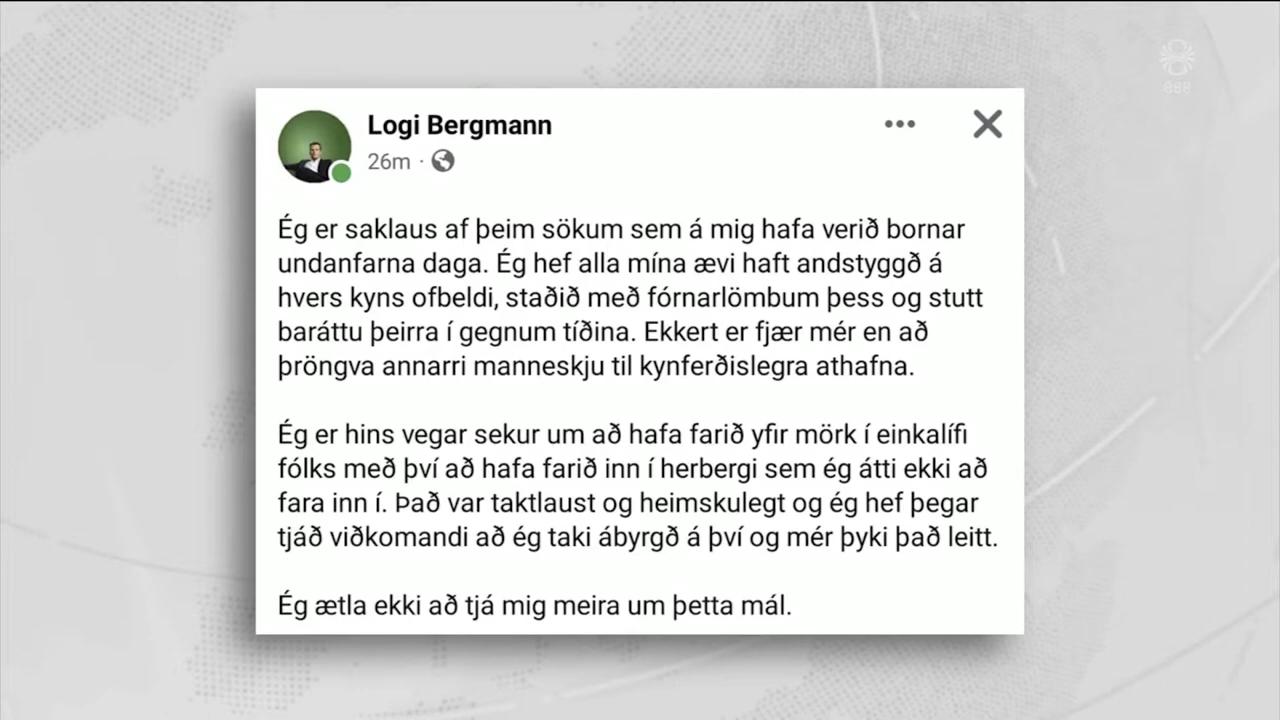 Logi Bergmann
26m ·
Ég er saklaus af þeim sökum sem á mig hafa verið bornar
undanfarna daga. Ég hef alla mína ævi haft andstyggð á
hvers kyns ofbeldi, staðið með fórnarlömbum þess og stutt
baráttu þeirra í gegnum tíðina. Ekkert er fjær mér en að
þröngva annarri manneskju til kynferðislegra athafna.
Ég er hins vegar sekur um að hafa farið yfir mörk í einkalífi
fólks með því að hafa farið inn í herbergi sem ég átti ekki að
fara inn í. Það var taktlaust og heimskulegt og ég hef þegar
tjáð viðkomandi að ég taki ábyrgð á því og mér þyki það leitt.
Ég ætla ekki að tjá mig meira um þetta mál.
888